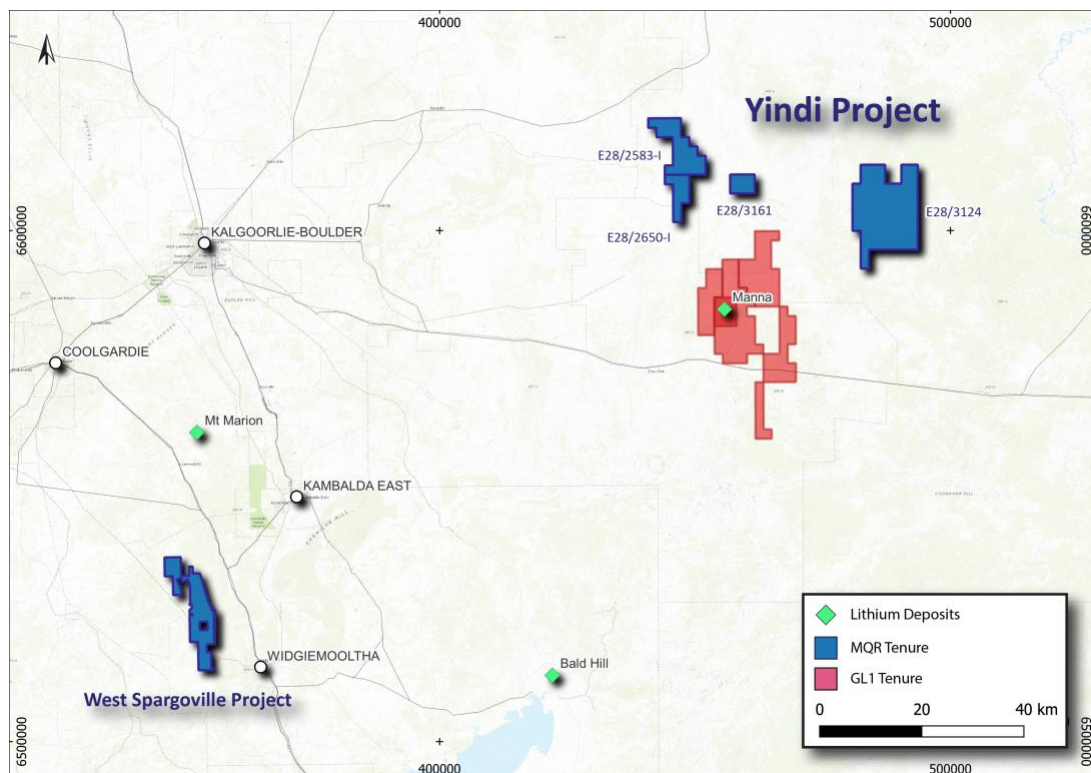 400000
500000
Yindi Project
E28/2583-I
E28/3161
E28/3124
E28/2650-I
6600000
6600000
KALGOORLIE-BOULDER
Manna
COOLGARDIE
Mt Marion
KAMBALDA EAST
WIDGIEMOOLTHA
Bald Hill
West Spargoville Project
Lithium Deposits
MQR Tenure
GL1 Tenure
0 20 40 km
6500000
6500000
400000
500000